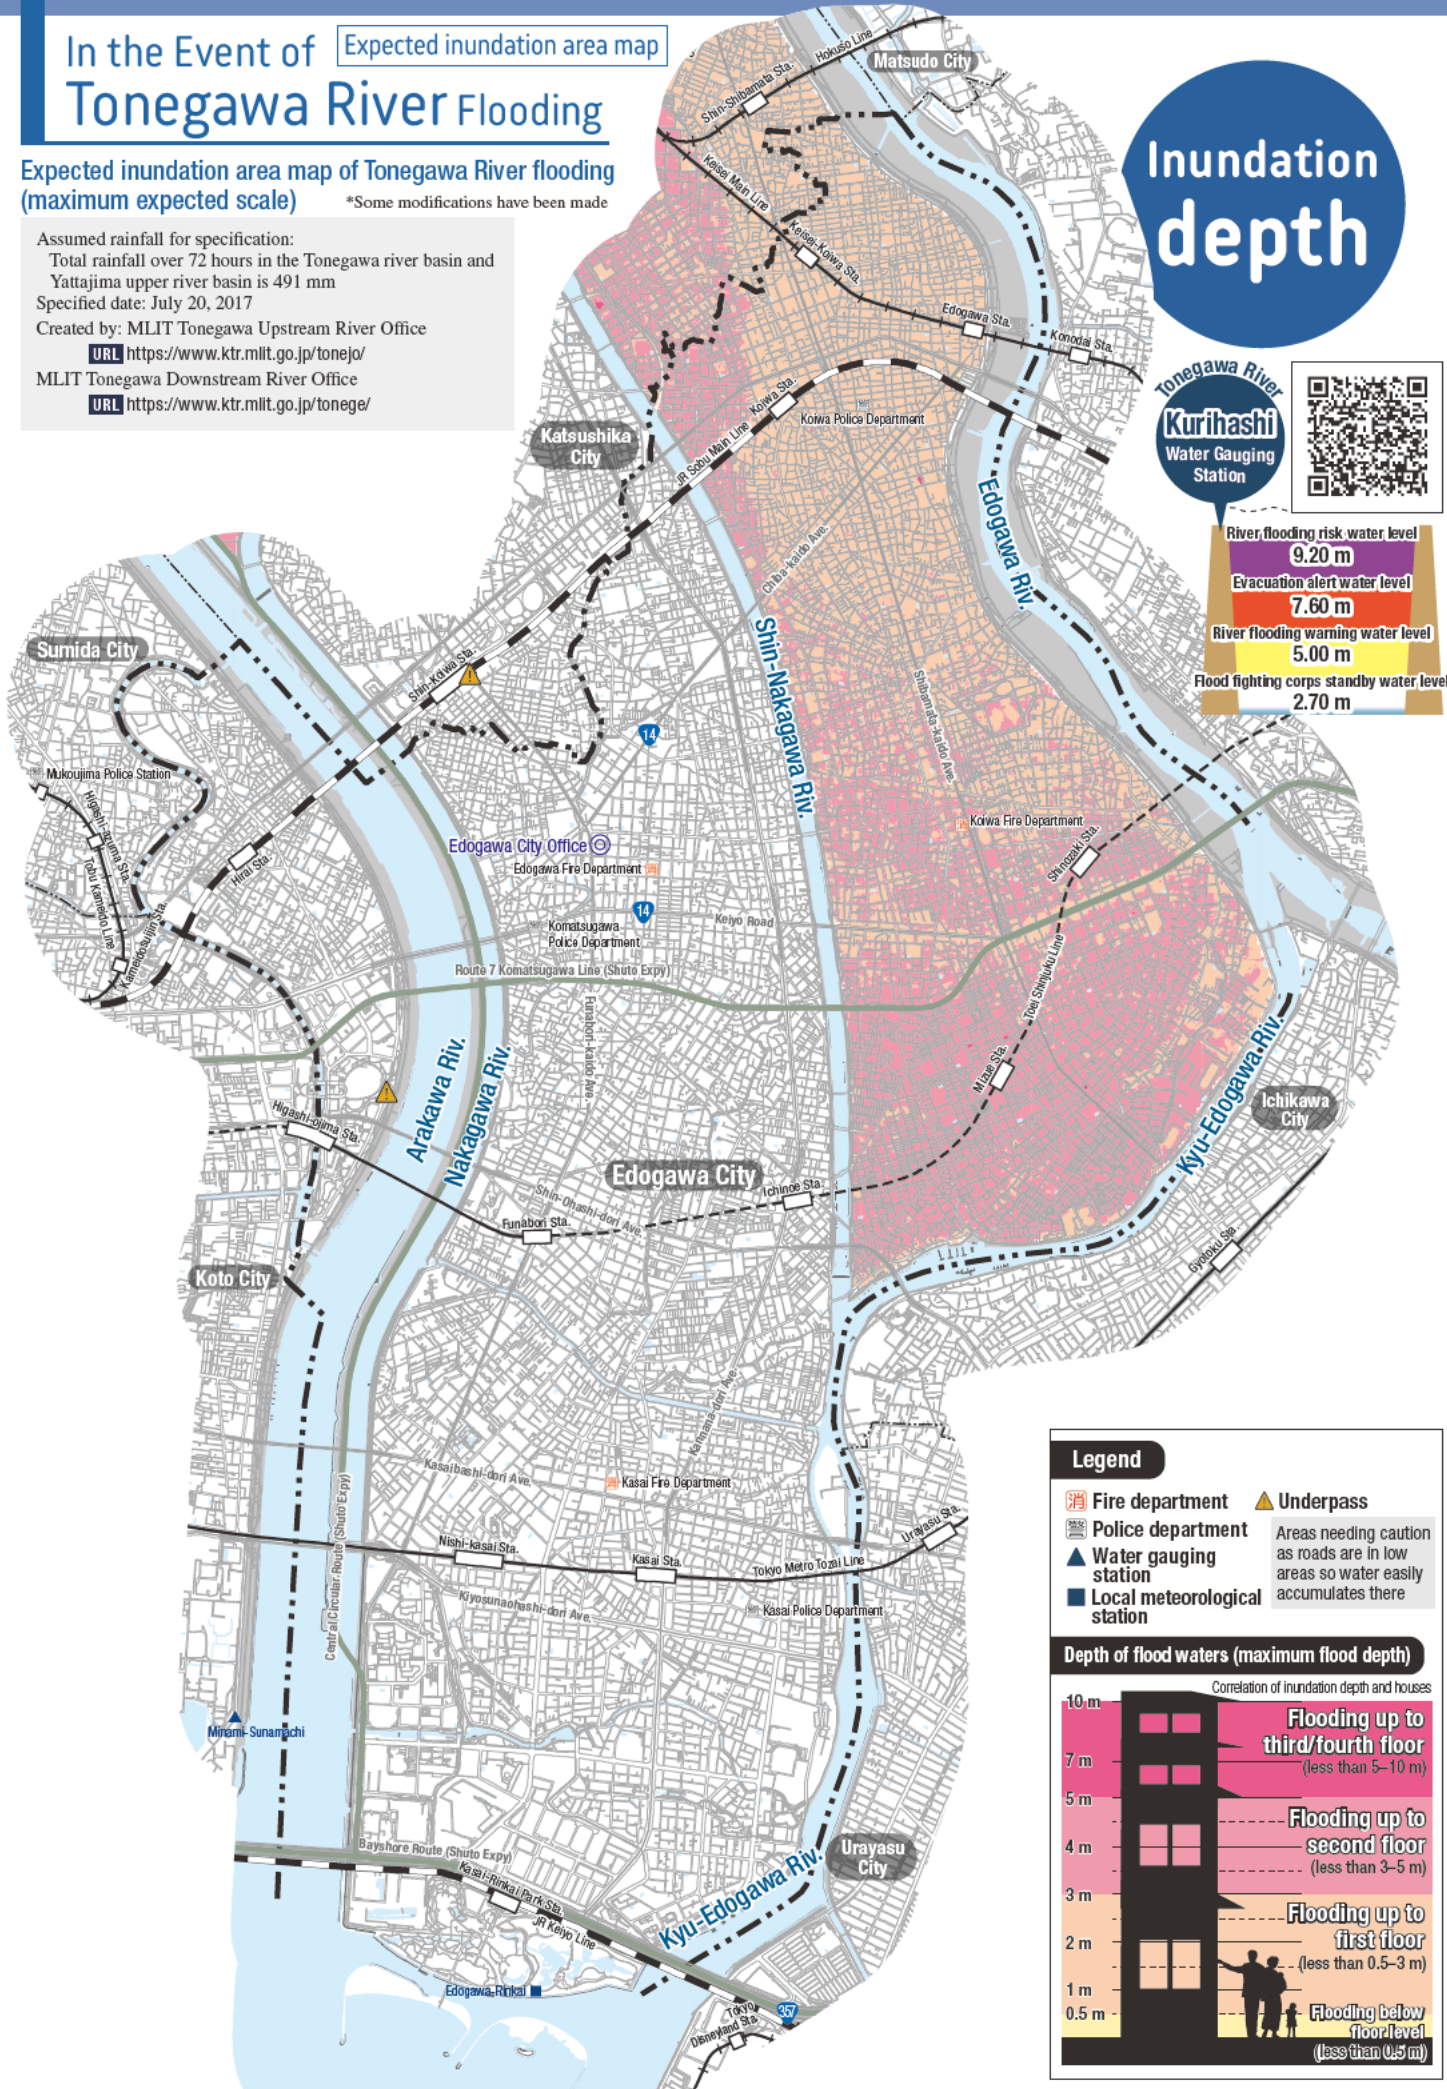 In the Event of
Expected inundation area map
Tonegawa River Flooding
Expected inundation area map of Tonegawa River flooding
(maximum expected scale)
*Some modifications have been made
Assumed rainfall for specification:
Total rainfall over 72 hours in the Tonegawa river basin and
Yattajima upper river basin is 491 mm
Specified date: July 20, 2017
Created by: MLIT Tonegawa Upstream River Office
URL https://www.ktr.mlit.go.jp/tonejo/
MLIT Tonegawa Downstream River Office
URL https://www.ktr.mlit.go.jp/tonege/
Inundation
depth
Tonegawa River
Kurihashi
Water Gauging
Station
River flooding risk water level
9.20 m
Evacuation alert water level
7.60 m
River flooding warning water level
5.00 m
Flood fighting corps standby water level
2.70 m
Hokuso Line
Matsudo City
Shin-Shibamata Sta.
Keisei Main Line
Keisei-Koiwa Sta.
Edogawa Sta.
Konodai Sta.
Koiwa Sta.
Koiwa Police Department
JR Sobu Main Line
Katsushika
City
Edogawa Riv.
Chiba-kaido Ave.
Shin-Nakagawa Riv.
Shibamata-kaido Ave.
Sumida City
Shin-Koiwa Sta.
14
Mukoujima Police Station
Higashi-azuma Sta.
Tobu Kameido Line
Hirai Sta.
Kameidosuijin Sta.
Edogawa City Office
Edogawa Fire Department 消
14
Komatsugawa
Police Department
Keiyo Road
消 Koiwa Fire Department
Shinozaki Sta.
Route 7 Komatsugawa Line (Shuto Expy)
Funabori-kaido Ave.
Toei Shinjuku Line
Mizue Sta.
Arakawa Riv.
Nakagawa Riv.
Kyu-Edogawa Riv.
Ichikawa
City
Higashi-ojima Sta.
Edogawa City
Ichinoe Sta.
Shin-Ohashi-dori Ave.
Funabori Sta.
Gyotoku Sta.
Koto City
Kannana-dori Ave.
Kasaibashi-dori Ave.
消 Kasai Fire Department
Central Circular Route (Shuto Expy)
Nishi-kasai Sta.
Kasai Sta.
Tokyo Metro Tozai Line
Urayasu Sta.
Kiyosunaohashi-dori Ave.
Kasai Police Department
Minami-Sunamachi
Bayshore Route (Shuto Expy)
Kasai-Rinkai Park Sta.
JR Keiyo Line
Urayasu
City
Kyu-Edogawa Riv.
Edogawa-Rinkai
357
Tokyo
Disneyland Sta.
Legend
消 Fire department
Underpass
警 Police department
Areas needing caution
as roads are in low
areas so water easily
accumulates there
Water gauging
station
Local meteorological
station
Depth of flood waters (maximum flood depth)
Correlation of inundation depth and houses
10 m
Flooding up to
third/fourth floor
7 m
(less than 5–10 m)
5 m
Flooding up to
second floor
4 m
(less than 3–5 m)
3 m
Flooding up to
first floor
2 m
(less than 0.5–3 m)
1 m
0.5 m
Flooding below
floor level
(less than 0.5 m)